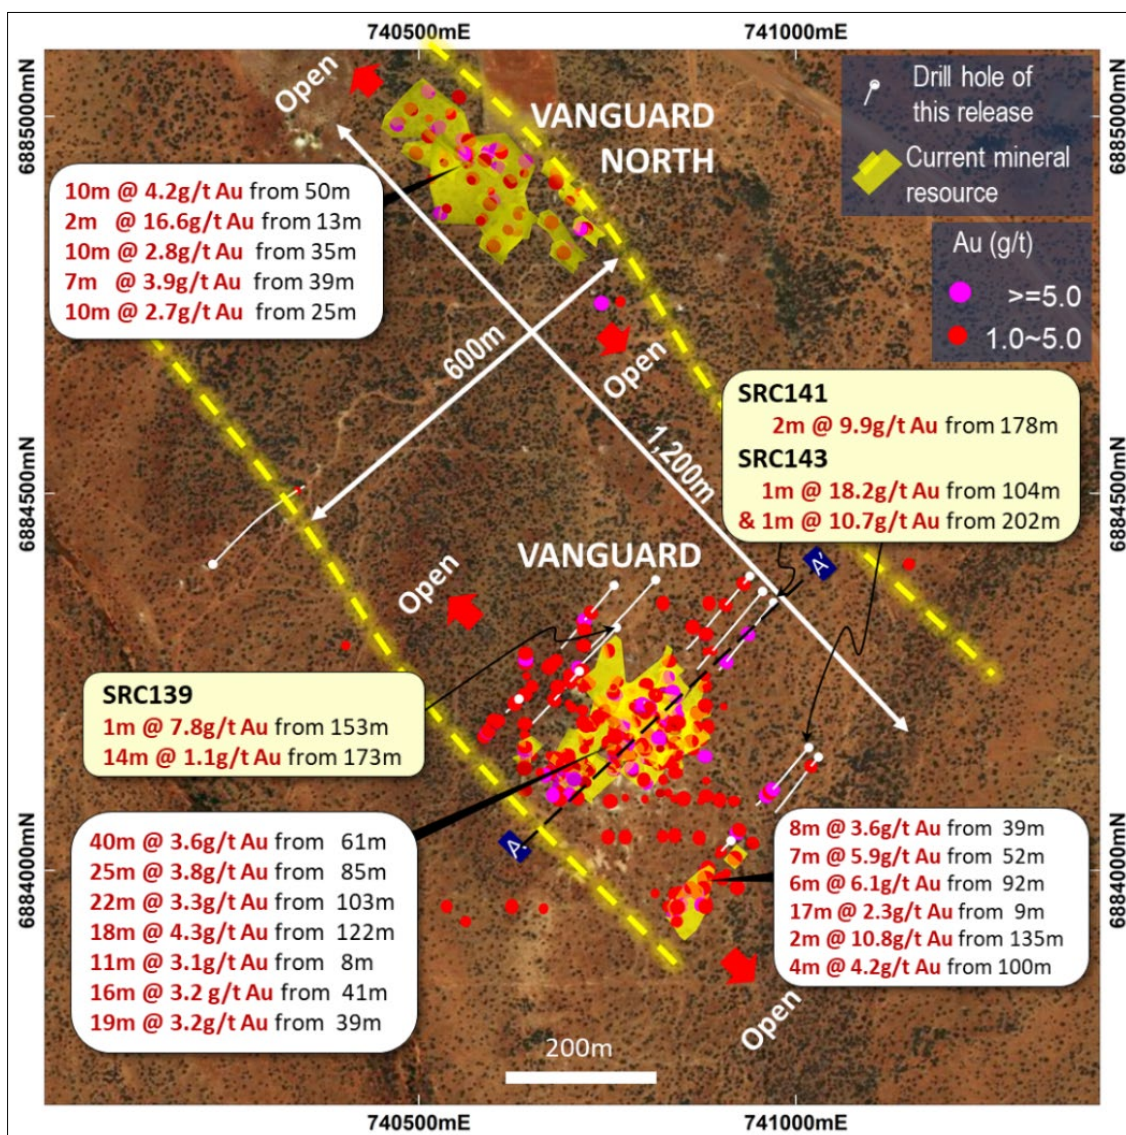 740500mE
741000mE
6885000mN
6885000mN
Open
VANGUARD
NORTH
Drill hole of
this release
Current mineral
resource
Au (g/t)
>=5.0
1.0~5.0
10m @ 4.2g/t Au from 50m
2m @ 16.6g/t Au from 13m
10m @ 2.8g/t Au from 35m
7m @ 3.9g/t Au from 39m
10m @ 2.7g/t Au from 25m
600m
Open
1,200m
SRC141
2m @ 9.9g/t Au from 178m
SRC143
1m @ 18.2g/t Au from 104m
& 1m @ 10.7g/t Au from 202m
6884500mN
6884500mN
VANGUARD
A'
Open
SRC139
1m @ 7.8g/t Au from 153m
14m @ 1.1g/t Au from 173m
A
40m @ 3.6g/t Au from 61m
25m @ 3.8g/t Au from 85m
22m @ 3.3g/t Au from 103m
18m @ 4.3g/t Au from 122m
11m @ 3.1g/t Au from 8m
16m @ 3.2 g/t Au from 41m
19m @ 3.2g/t Au from 39m
8m @ 3.6g/t Au from 39m
7m @ 5.9g/t Au from 52m
6m @ 6.1g/t Au from 92m
17m @ 2.3g/t Au from 9m
2m @ 10.8g/t Au from 135m
4m @ 4.2g/t Au from 100m
6884000mN
6884000mN
Open
200m
740500mE
741000mE